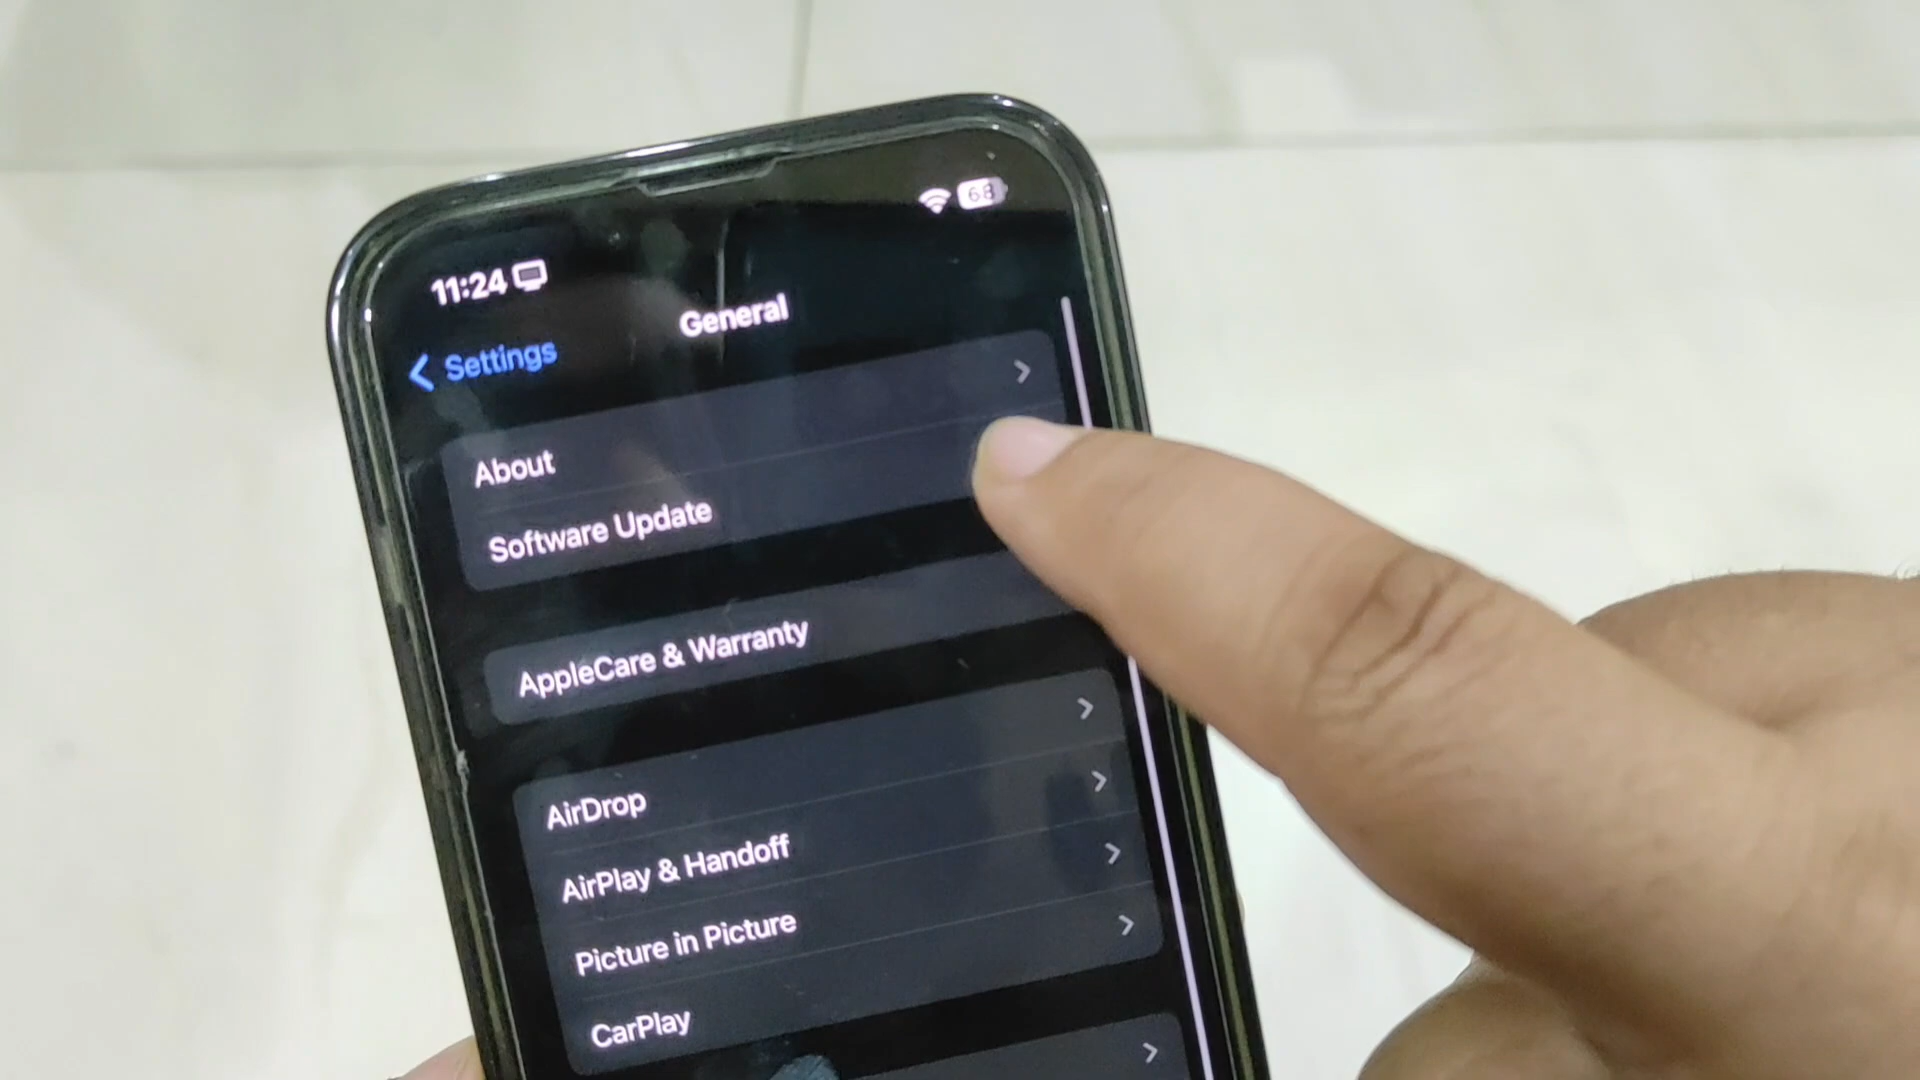 11:24
68
General
Settings
About
Software Update
AppleCare & Warranty
AirDrop
AirPlay & Handoff
Picture in Picture
CarPlay